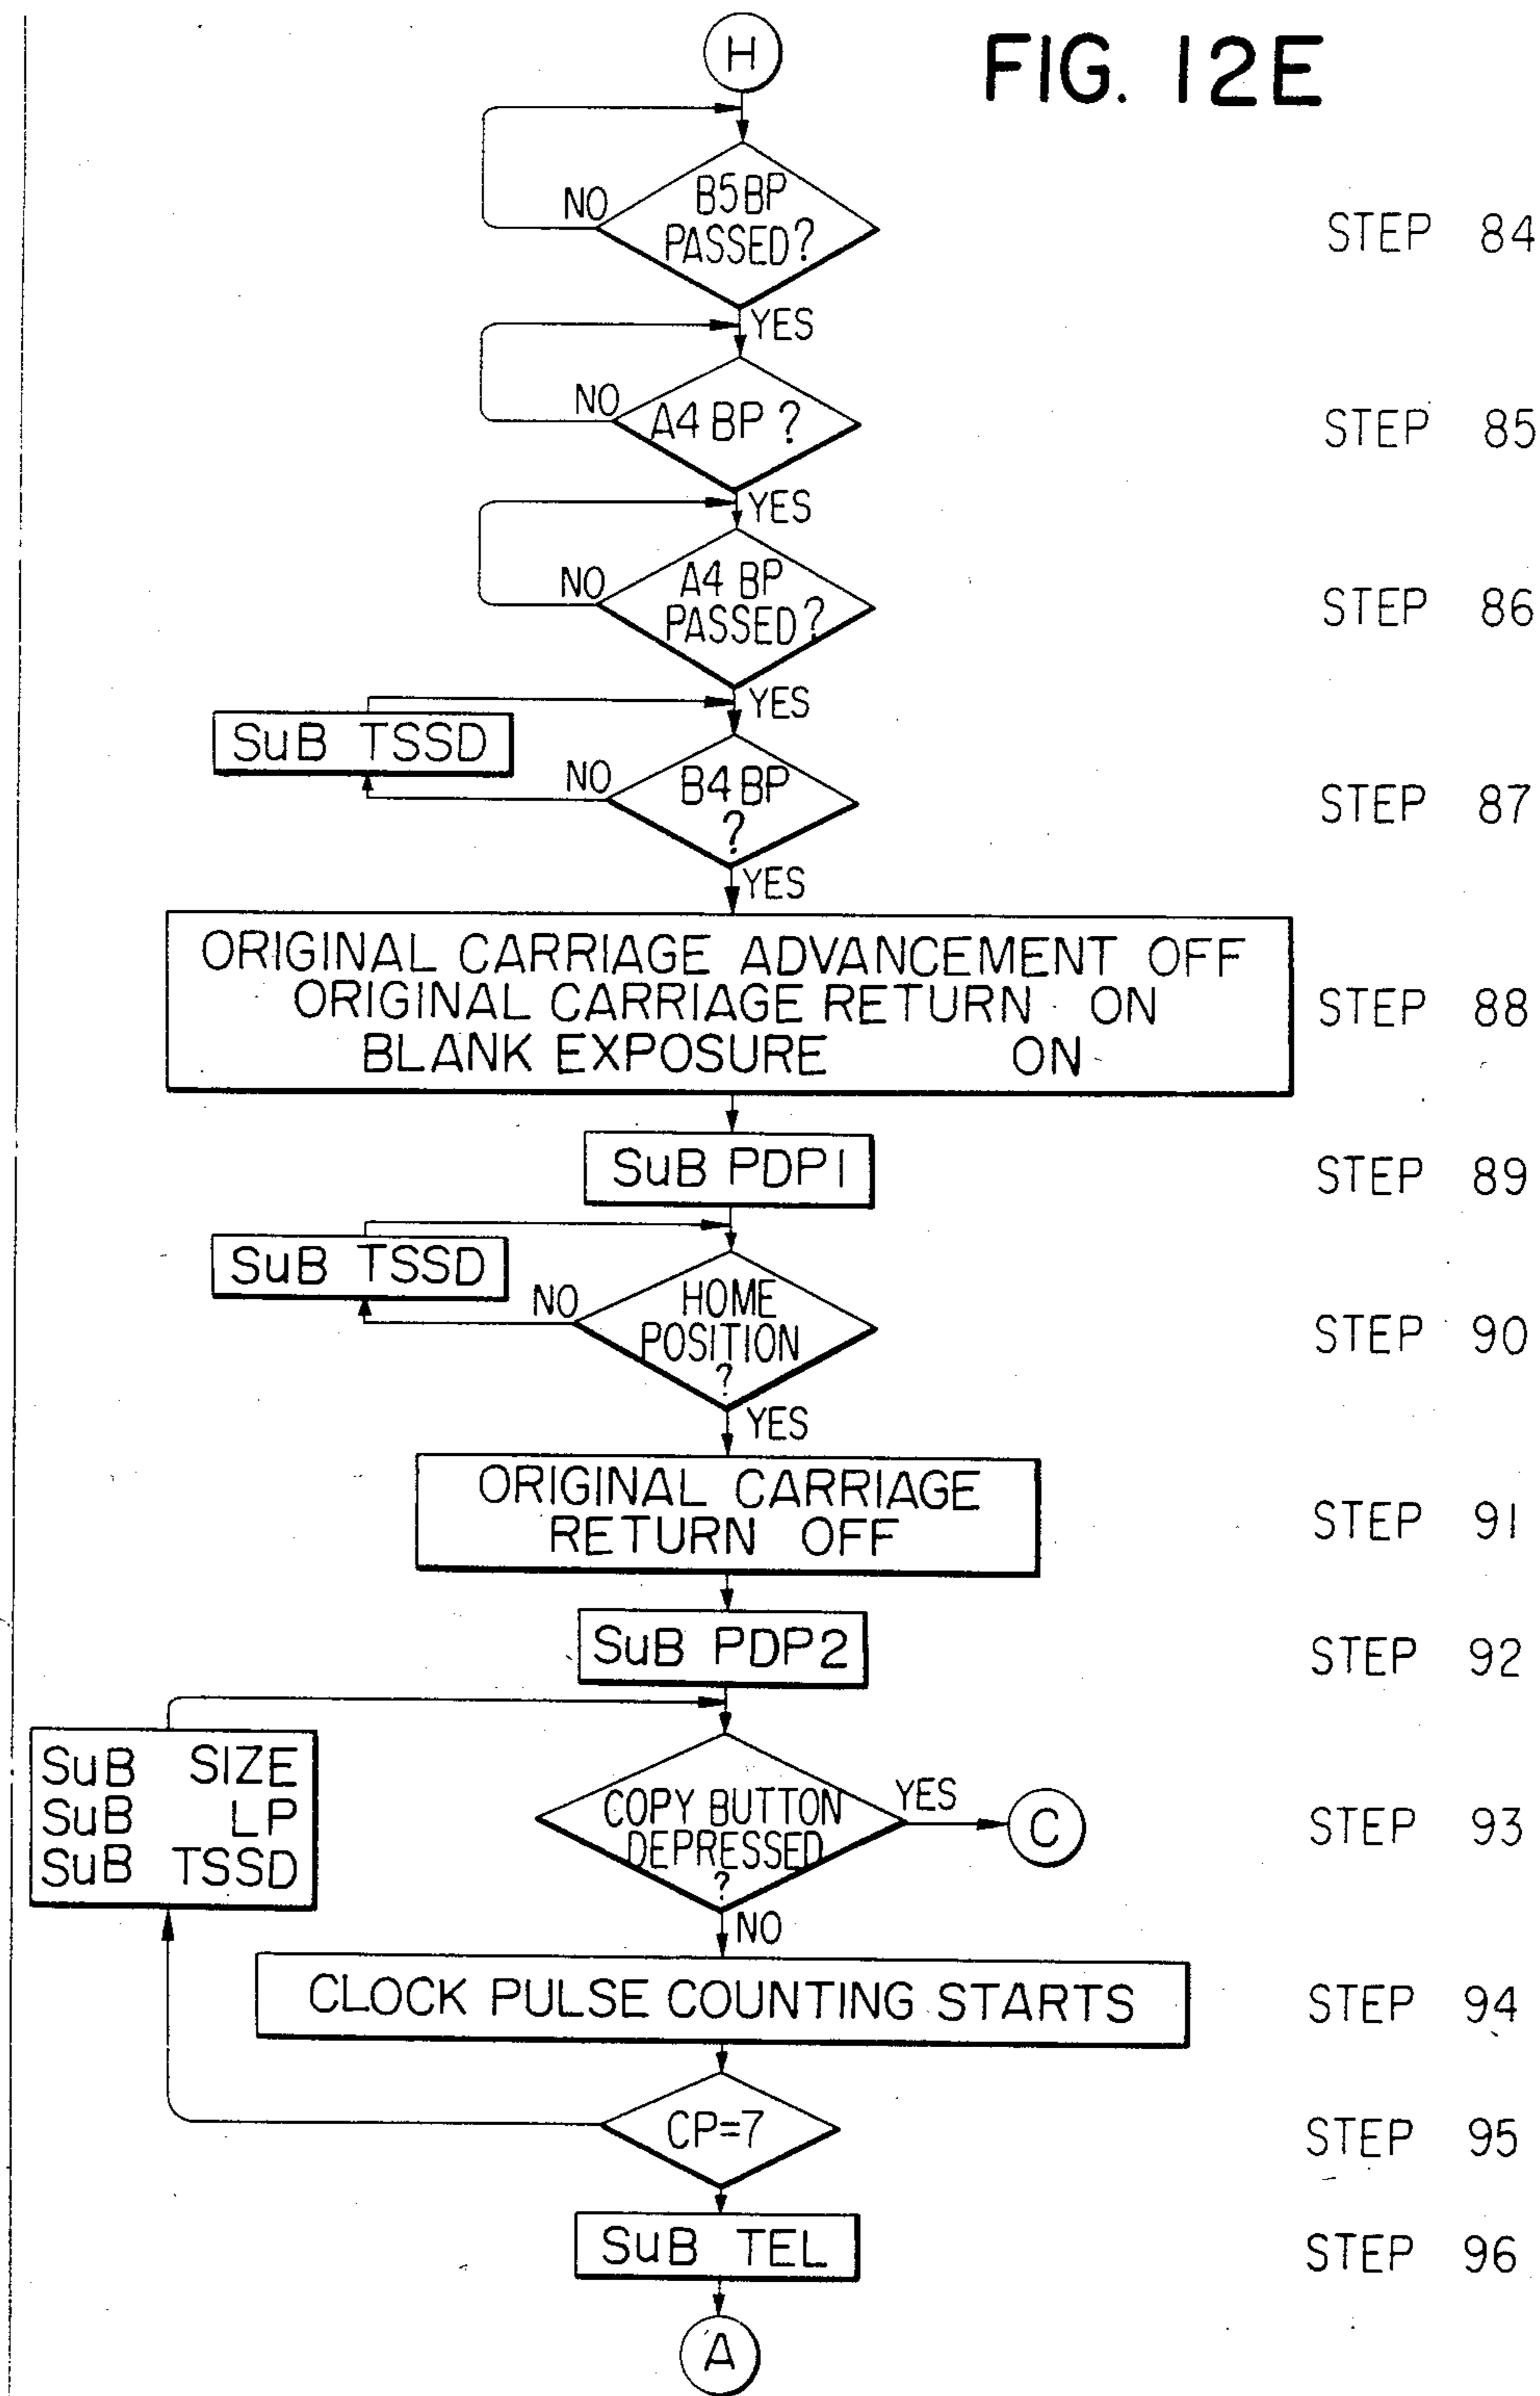 FIG. 12E
H
B5BP
PASSED?
NO
STEP 84
YES
A4 BP ?
NO
STEP 85
YES
A4 BP
PASSED?
NO
STEP 86
YES
SuB TSSD
NO
B4 BP
?
STEP 87
YES
ORIGINAL CARRIAGE ADVANCEMENT OFF
ORIGINAL CARRIAGE RETURN ON
BLANK EXPOSURE ON
STEP 88
SuB PDP1
STEP 89
SuB TSSD
NO
HOME
POSITION
?
STEP 90
YES
ORIGINAL CARRIAGE
RETURN OFF
STEP 91
SuB PDP2
STEP 92
SuB SIZE
SuB LP
SuB TSSD
COPY BUTTON
DEPRESSED
?
YES
C
STEP 93
NO
CLOCK PULSE COUNTING STARTS
STEP 94
CP=7
STEP 95
SuB TEL
STEP 96
A